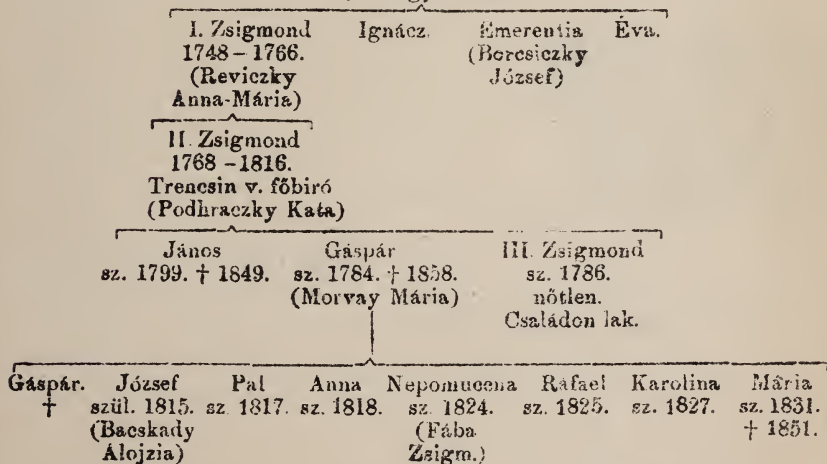 I. Zsigmond Ignácz. Emerentia Éva.
1748 – 1766. (Borcsiczky
(Reviczky József)
Anna-Mária)
II. Zsigmond
1768 – 1816.
Trencsin v. főbiró
(Podhraczky Kata)
János Gáspár III. Zsigmond
sz. 1799. † 1849. sz. 1784. † 1858. sz. 1786.
(Morvay Mária) nőtlen.
Családon lak.
Gáspár. József Pal Anna Nepomucena Ráfael Karolina Mária
† szül. 1815. sz. 1817. sz. 1818. sz. 1824. sz. 1825. sz. 1827. sz. 1831.
(Bacskady (Fába † 1851.
Álojzia) Zsigm.)